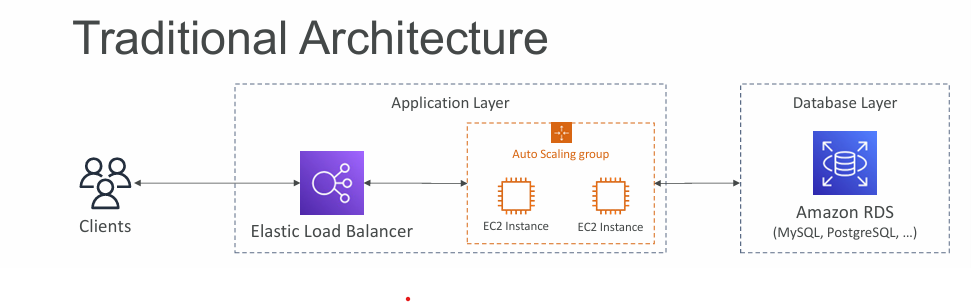 Traditional Architecture
Application Layer
Database Layer
Auto Scaling group
Clients
Elastic Load Balancer
EC2 Instance
EC2 Instance
Amazon RDS
(MySQL, PostgreSQL, …)